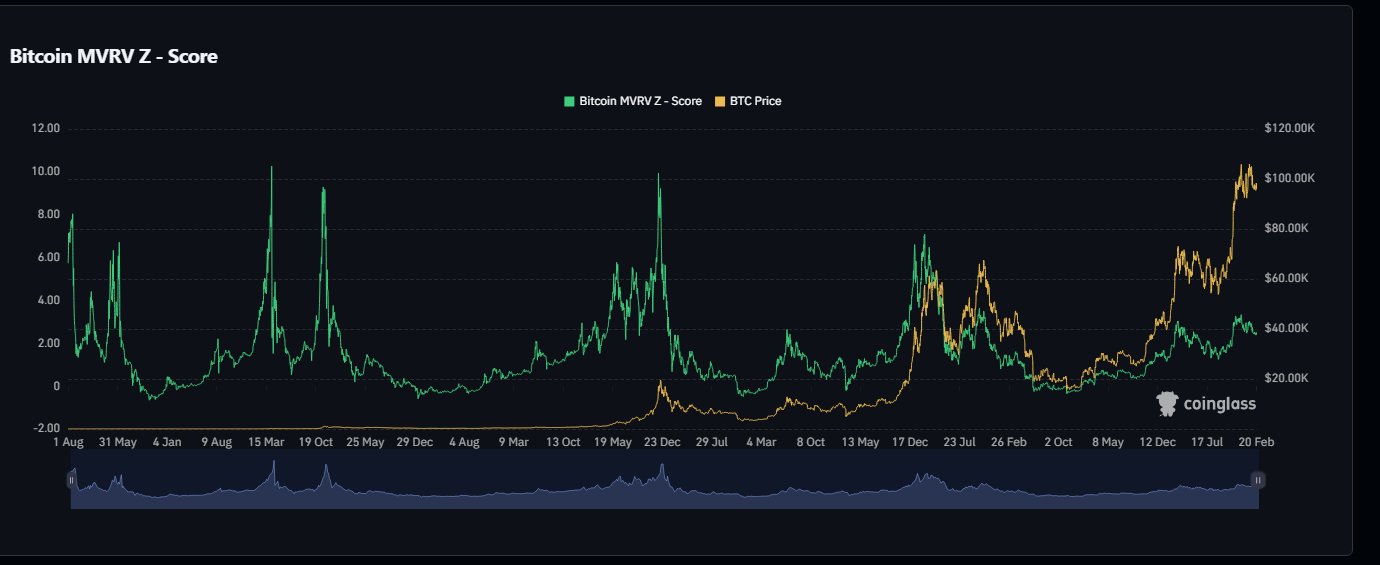 Bitcoin MVRV Z - Score
Bitcoin MVRV Z - Score BTC Price
12.00 $120.00K
10.00 $100.00K
8.00 $80.00K
6.00 $60.00K
4.00 $40.00K
2.00 $20.00K
0
-2.00
coinglass
1 Aug 31 May 4 Jan 9 Aug 15 Mar 19 Oct 25 May 29 Dec 4 Aug 9 Mar 13 Oct 19 May 23 Dec 29 Jul 4 Mar 8 Oct 13 May 17 Dec 23 Jul 26 Feb 2 Oct 8 May 12 Dec 17 Jul 20 Feb